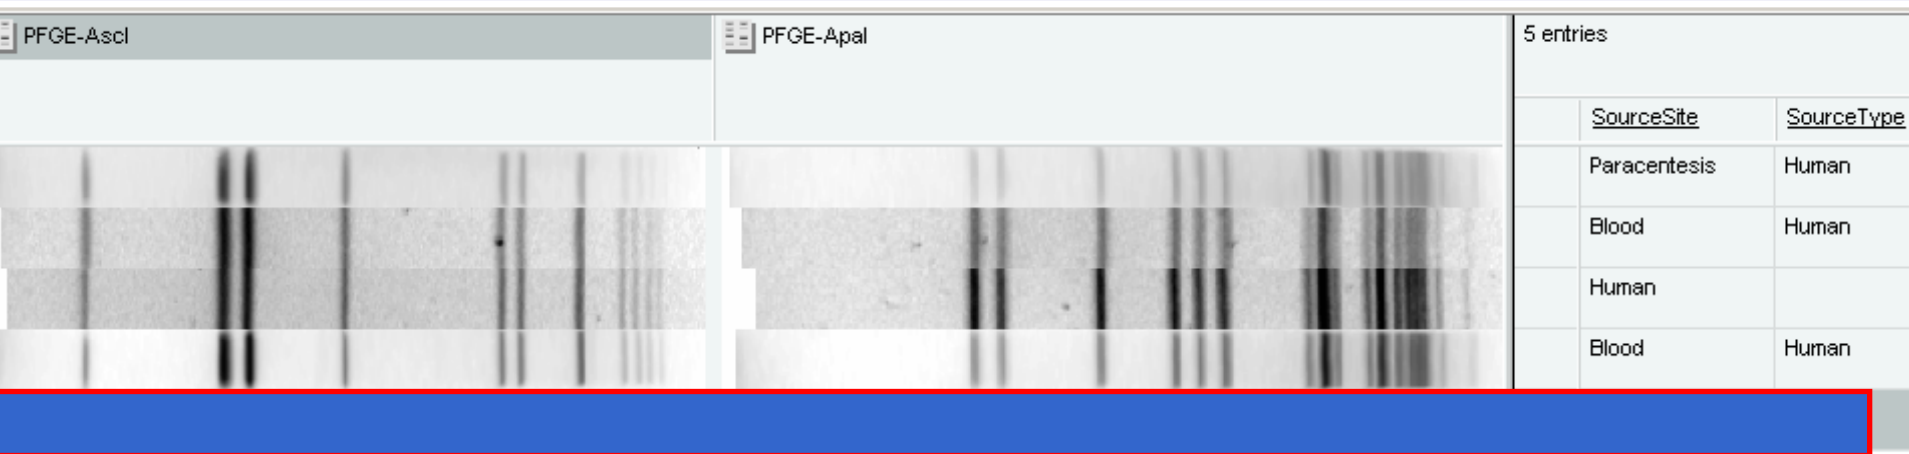 PFGE-AscI PFGE-ApaI 5 entries
SourceSite SourceType
Paracentesis Human
Blood Human
Human
Blood Human